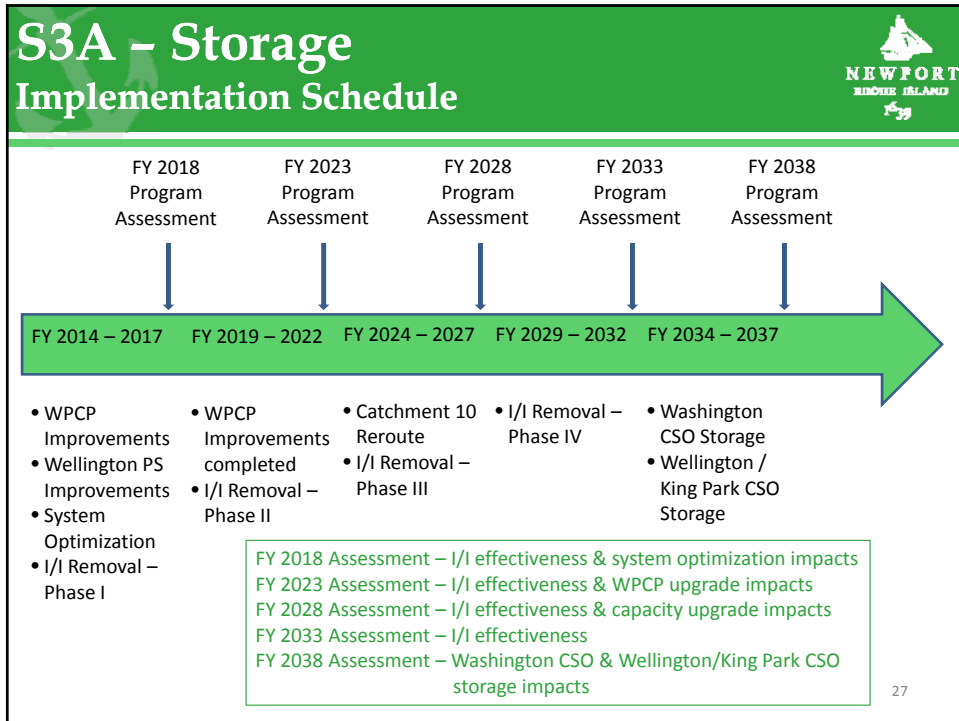 S3A – Storage
Implementation Schedule
NEWPORT
RHODE ISLAND
1639
FY 2018
Program
Assessment
FY 2023
Program
Assessment
FY 2028
Program
Assessment
FY 2033
Program
Assessment
FY 2038
Program
Assessment
FY 2014 – 2017
FY 2019 – 2022
FY 2024 – 2027
FY 2029 – 2032
FY 2034 – 2037
• WPCP
Improvements
• Wellington PS
Improvements
• System
Optimization
• I/I Removal –
Phase I
• WPCP
Improvements
completed
• I/I Removal –
Phase II
• Catchment 10
Reroute
• I/I Removal –
Phase III
• I/I Removal –
Phase IV
• Washington
CSO Storage
• Wellington /
King Park CSO
Storage
FY 2018 Assessment – I/I effectiveness & system optimization impacts
FY 2023 Assessment – I/I effectiveness & WPCP upgrade impacts
FY 2028 Assessment – I/I effectiveness & capacity upgrade impacts
FY 2033 Assessment – I/I effectiveness
FY 2038 Assessment – Washington CSO & Wellington/King Park CSO
storage impacts
27